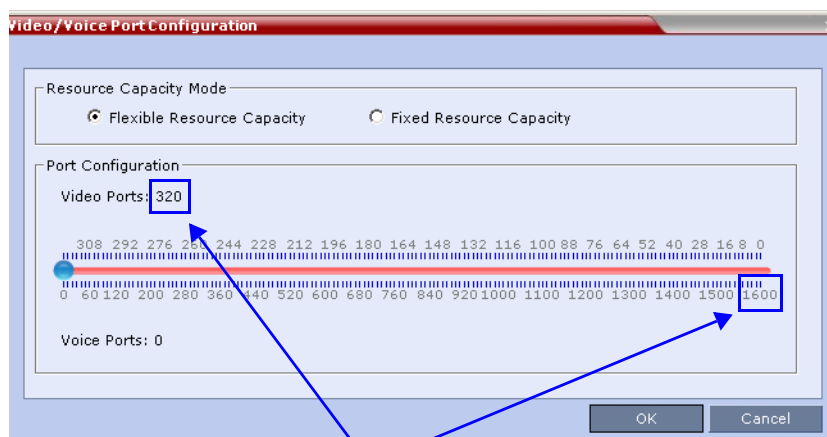 Video/Voice Port Configuration
Resource Capacity Mode
Flexible Resource Capacity Fixed Resource Capacity
Port Configuration
Video Ports: 320
308 292 276 260 244 228 212 196 180 164 148 132 116 100 88 76 64 52 40 28 16 8 0
0 60 120 200 280 360 440 520 600 680 760 840 920 1000 1100 1200 1300 1400 1500 1600
Voice Ports: 0
OK Cancel